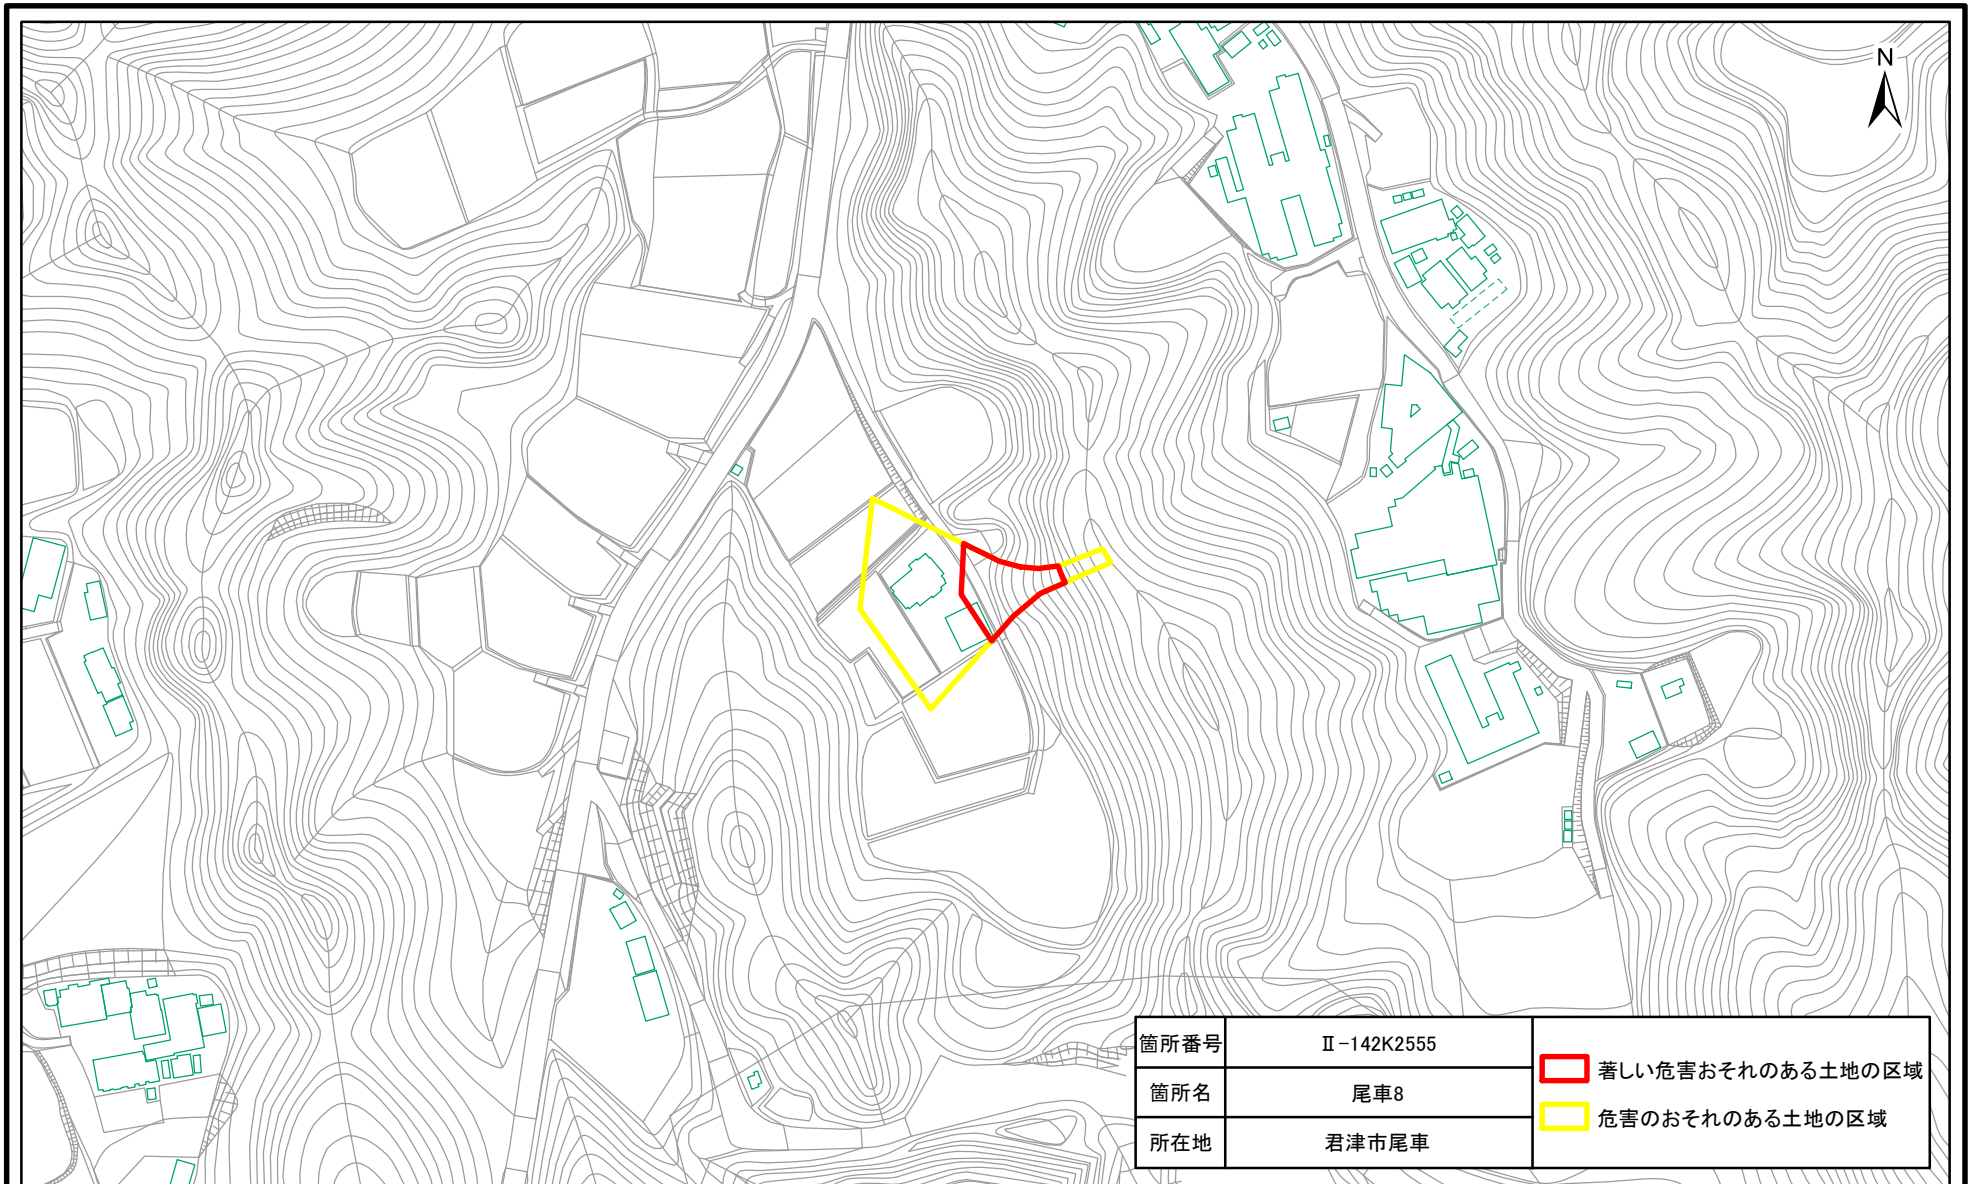 N
箇所番号 Ⅱ-142K2555
箇所名 尾車8
所在地 君津市尾車
著しい危害おそれのある土地の区域
危害のおそれのある土地の区域